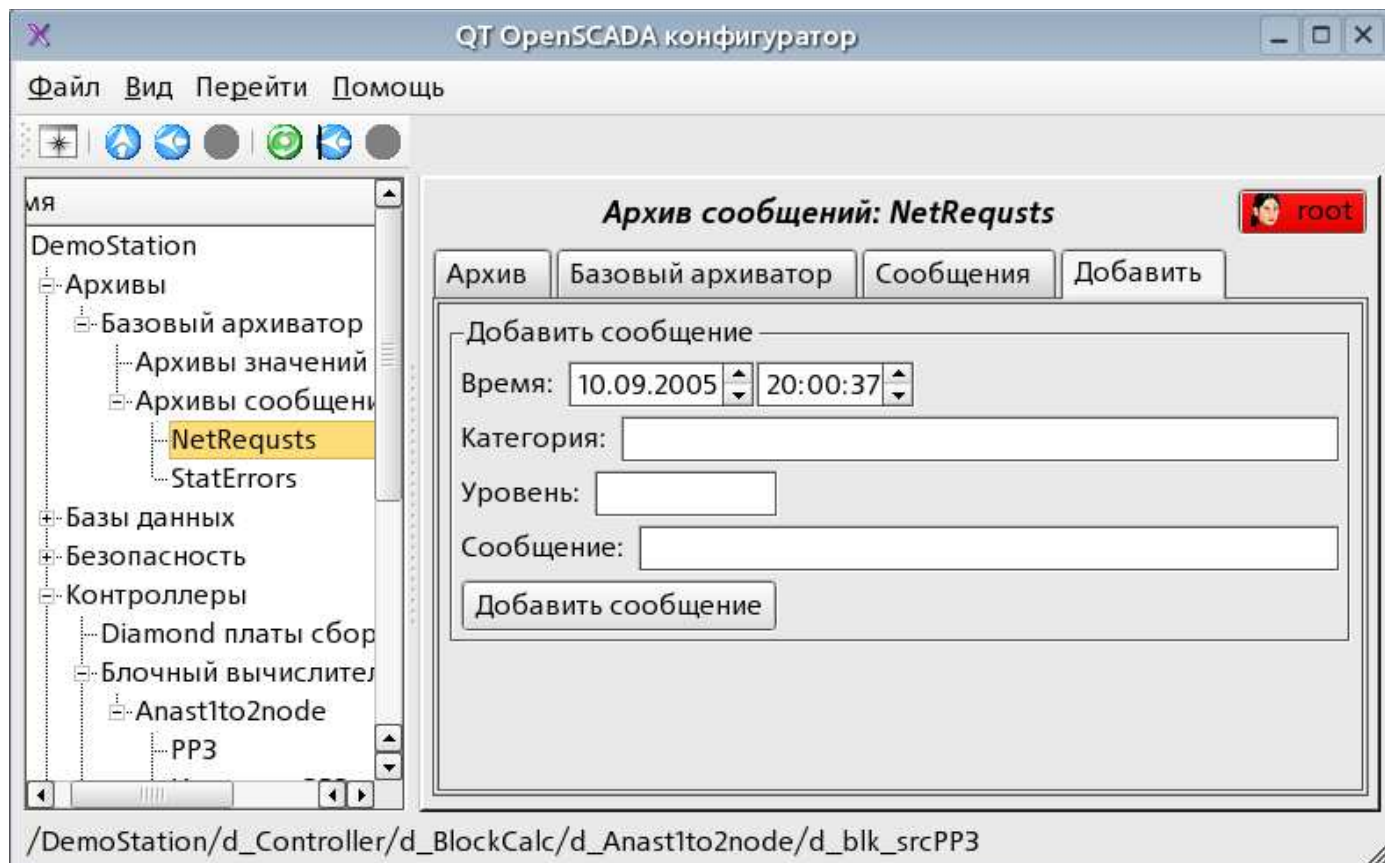 QT OpenSCADA конфигуратор
Файл Вид Перейти Помощь
мя
DemoStation
Архивы
Базовый архиватор
Архивы значений
Архивы сообщени
NetRequsts
StatErrors
Базы данных
Безопасность
Контроллеры
Diamond платы сбор
Блочный вычислител
Anast1to2node
PP3
Архив сообщений: NetRequsts
root
Архив Базовый архиватор Сообщения Добавить
Добавить сообщение
Время: 10.09.2005 20:00:37
Категория:
Уровень:
Сообщение:
Добавить сообщение
/DemoStation/d_Controller/d_BlockCalc/d_Anast1to2node/d_blk_srcPP3